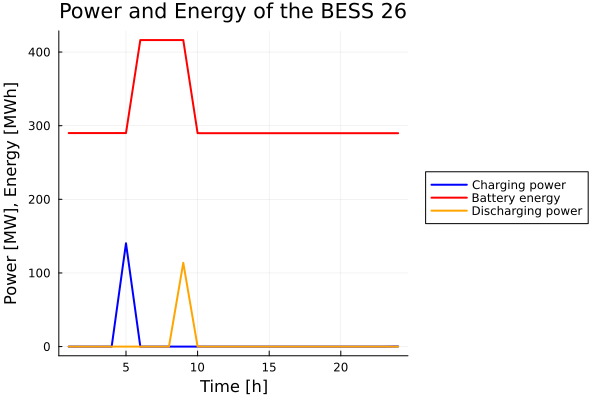 Power and Energy of the BESS 26
Power [MW], Energy [MWh]
400
300
200
100
0
5
10
15
20
Time [h]
Charging power
Battery energy
Discharging power